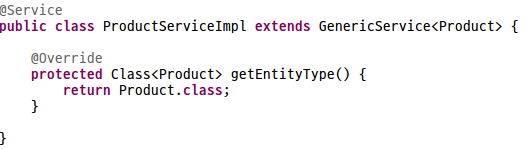 @Service
public class ProductServiceImpl extends GenericService<Product> {
@Override
protected Class<Product> getEntityType() {
return Product.class;
}
}